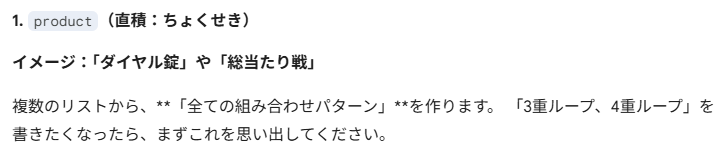 1. product（直積：ちょくせき）
イメージ：「ダイヤル錠」や「総当たり戦」
複数のリストから、**「全ての組み合わせパターン」**を作ります。 「3重ループ、4重ループ」を
書きたくなったら、まずこれを思い出してください。